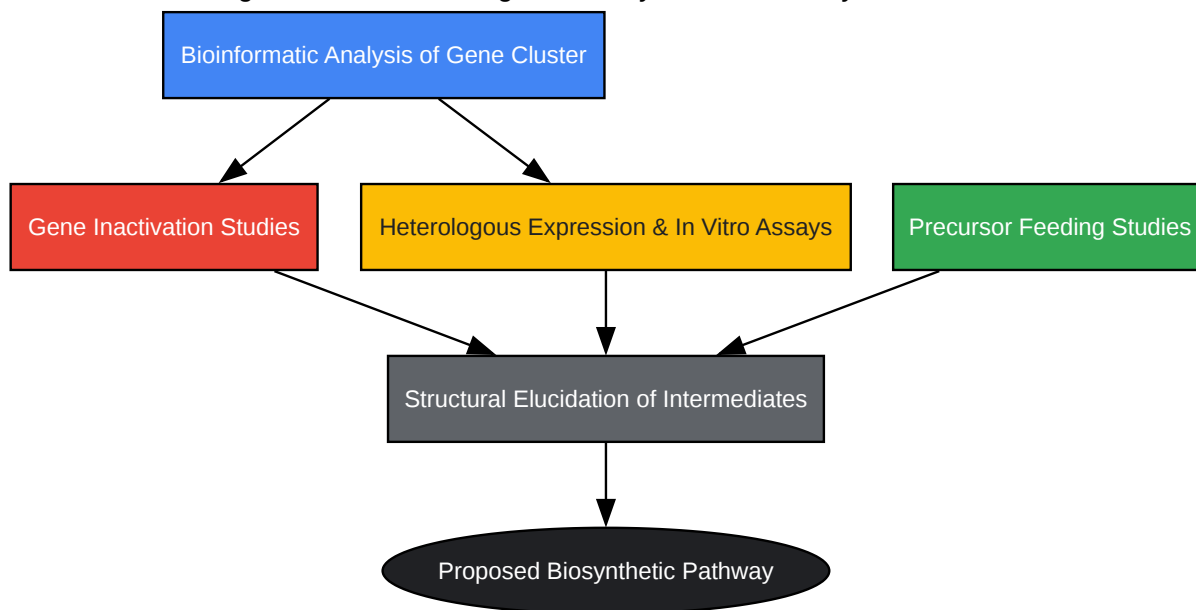 Bioinformatic Analysis of Gene Cluster
Gene Inactivation Studies
Heterologous Expression & In Vitro Assays
Precursor Feeding Studies
Structural Elucidation of Intermediates
Proposed Biosynthetic Pathway